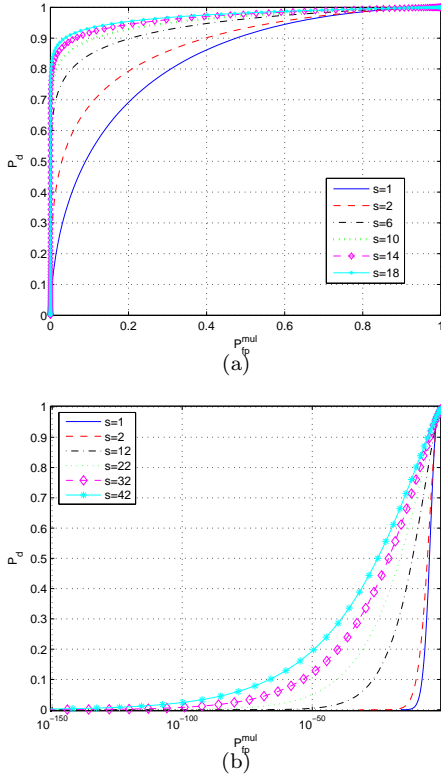 1
0.9
0.8
0.7
0.6
0.5
0.4
0.3
0.2
0.1
0
P_d
s=1
s=2
s=6
s=10
s=14
s=18
0 0.2 0.4 0.6 0.8 1
P_fp^mul
(a)
1
0.9
0.8
0.7
0.6
0.5
0.4
0.3
0.2
0.1
0
P_d
s=1
s=2
s=12
s=22
s=32
s=42
10^−150 10^−100 10^−50
P_fp^mul
(b)